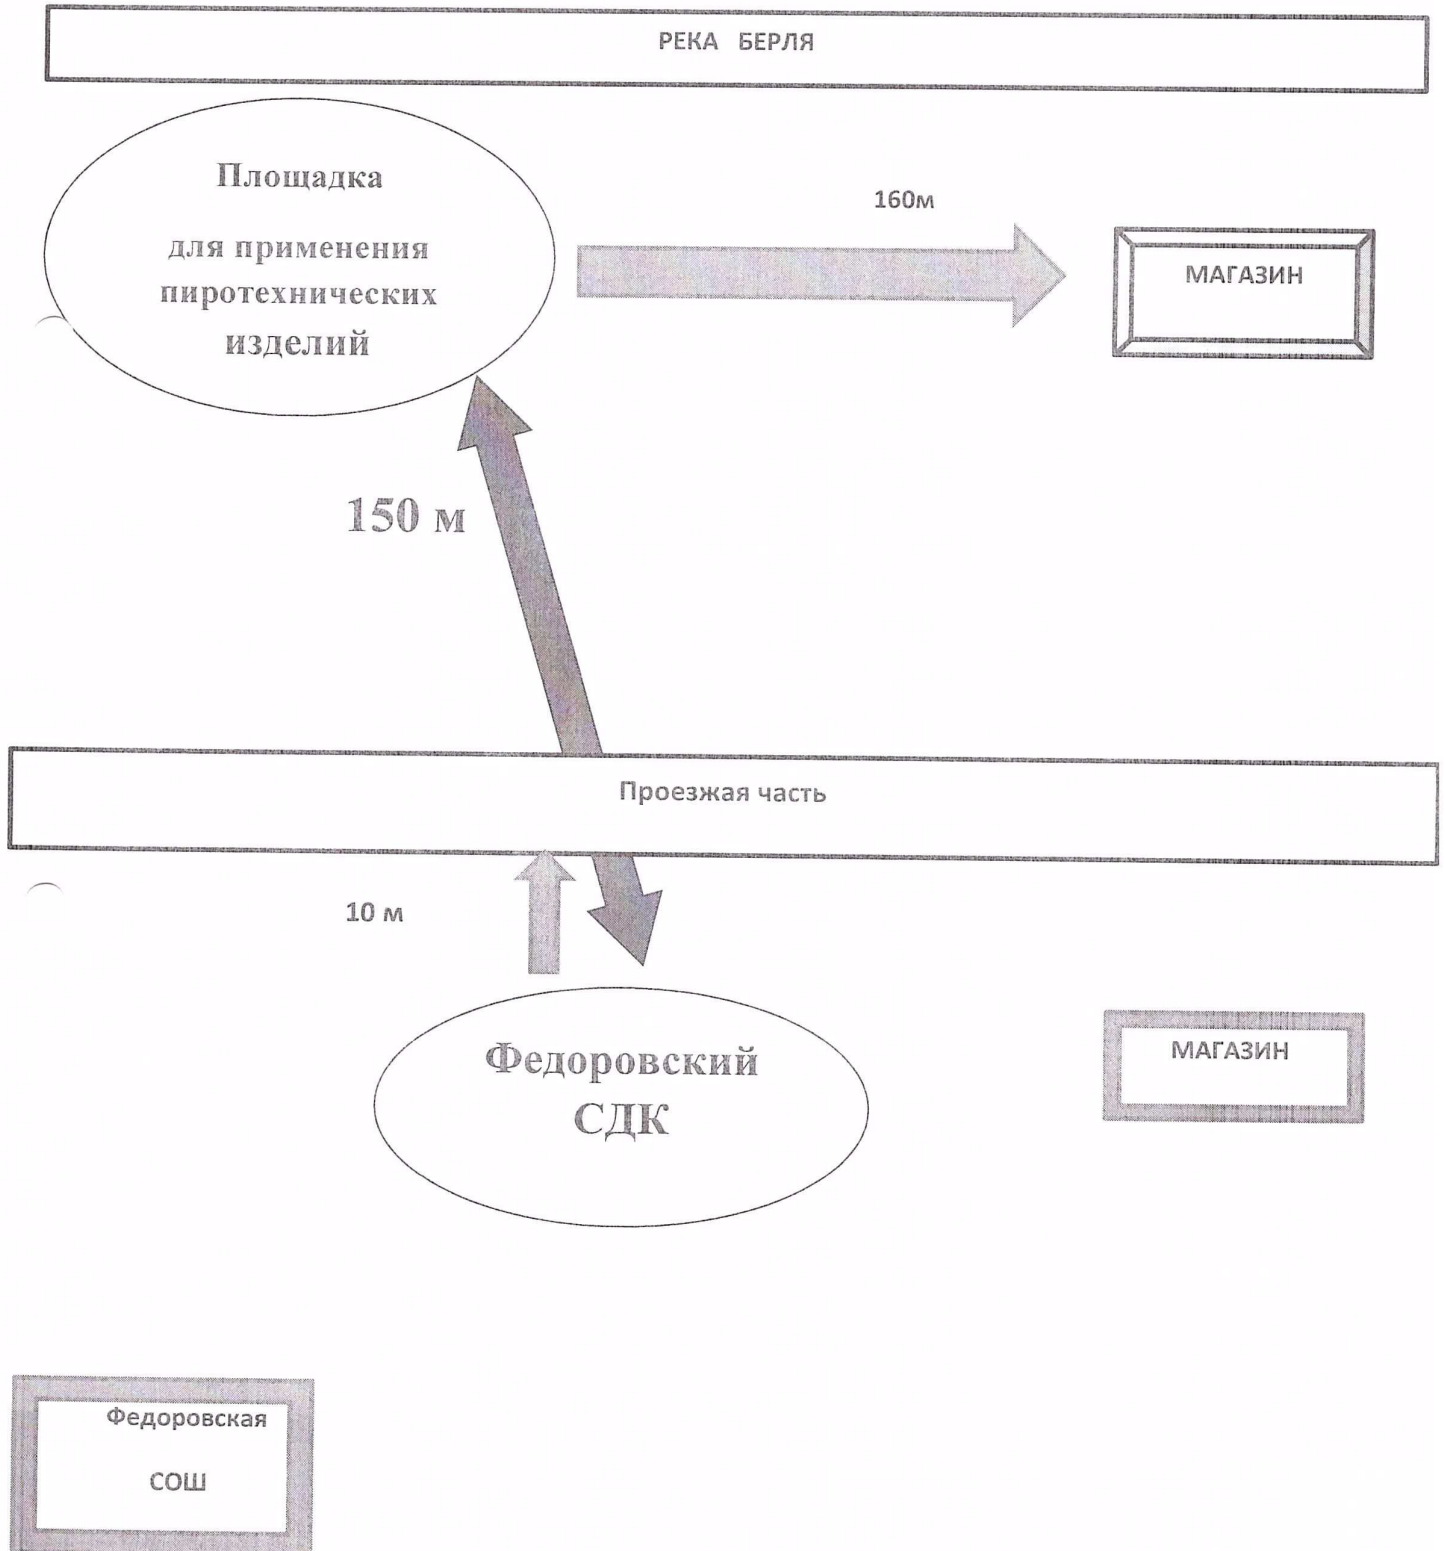 РЕКА БЕРЛЯ
Площадка
для применения
пиротехнических
изделий
160м
МАГАЗИН
150 м
Проезжая часть
10 м
Федоровский
СДК
МАГАЗИН
Федоровская
СОШ